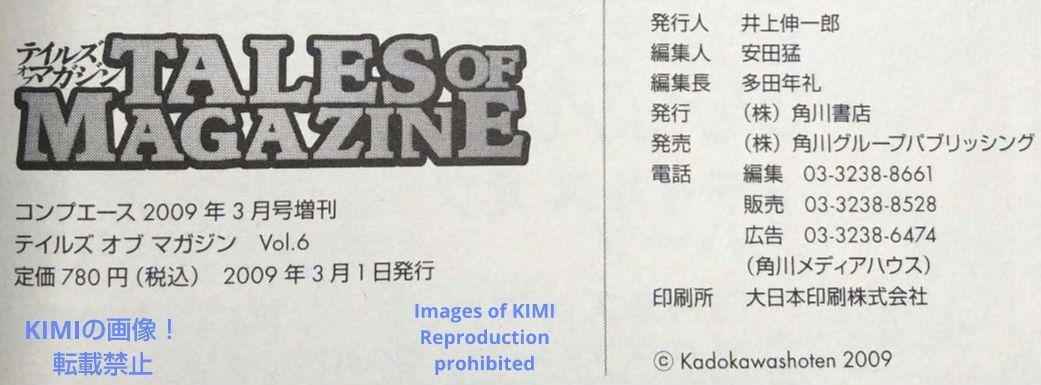 テイルズ
オブ
マガジン
TALES OF
MAGAZINE
コンプエース 2009 年 3 月号増刊
テイルズ オブ マガジン Vol.6
定価 780 円 (税込) 2009 年 3 月 1 日発行
KIMIの画像！
転載禁止
Images of KIMI
Reproduction
prohibited
発行人 井上伸一郎
編集人 安田猛
編集長 多田年礼
発行 （株）角川書店
発売 （株）角川グループパブリッシング
電話 編集 03-3238-8661
販売 03-3238-8528
広告 03-3238-6474
（角川メディアハウス）
印刷所 大日本印刷株式会社
© Kadokawashoten 2009